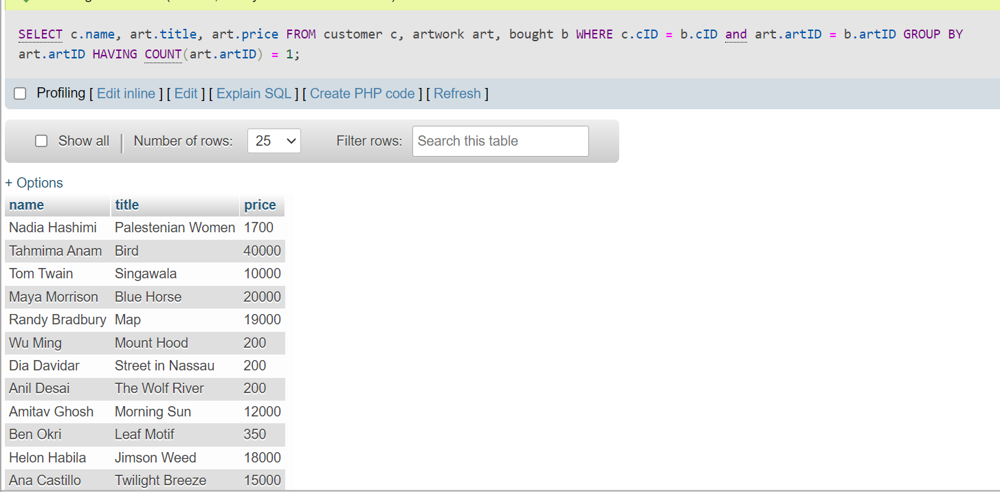 SELECT c.name, art.title, art.price FROM customer c, artwork art, bought b WHERE c.cID = b.cID and art.artID = b.artID GROUP BY
art.artID HAVING COUNT(art.artID) = 1;
Profiling [ Edit inline ] [ Edit ] [ Explain SQL ] [ Create PHP code ] [ Refresh ]
Show all Number of rows: 25 Filter rows: Search this table
+ Options
name title price
Nadia Hashimi Palestenian Women 1700
Tahmima Anam Bird 40000
Tom Twain Singawala 10000
Maya Morrison Blue Horse 20000
Randy Bradbury Map 19000
Wu Ming Mount Hood 200
Dia Davidar Street in Nassau 200
Anil Desai The Wolf River 200
Amitav Ghosh Morning Sun 12000
Ben Okri Leaf Motif 350
Helon Habila Jimson Weed 18000
Ana Castillo Twilight Breeze 15000